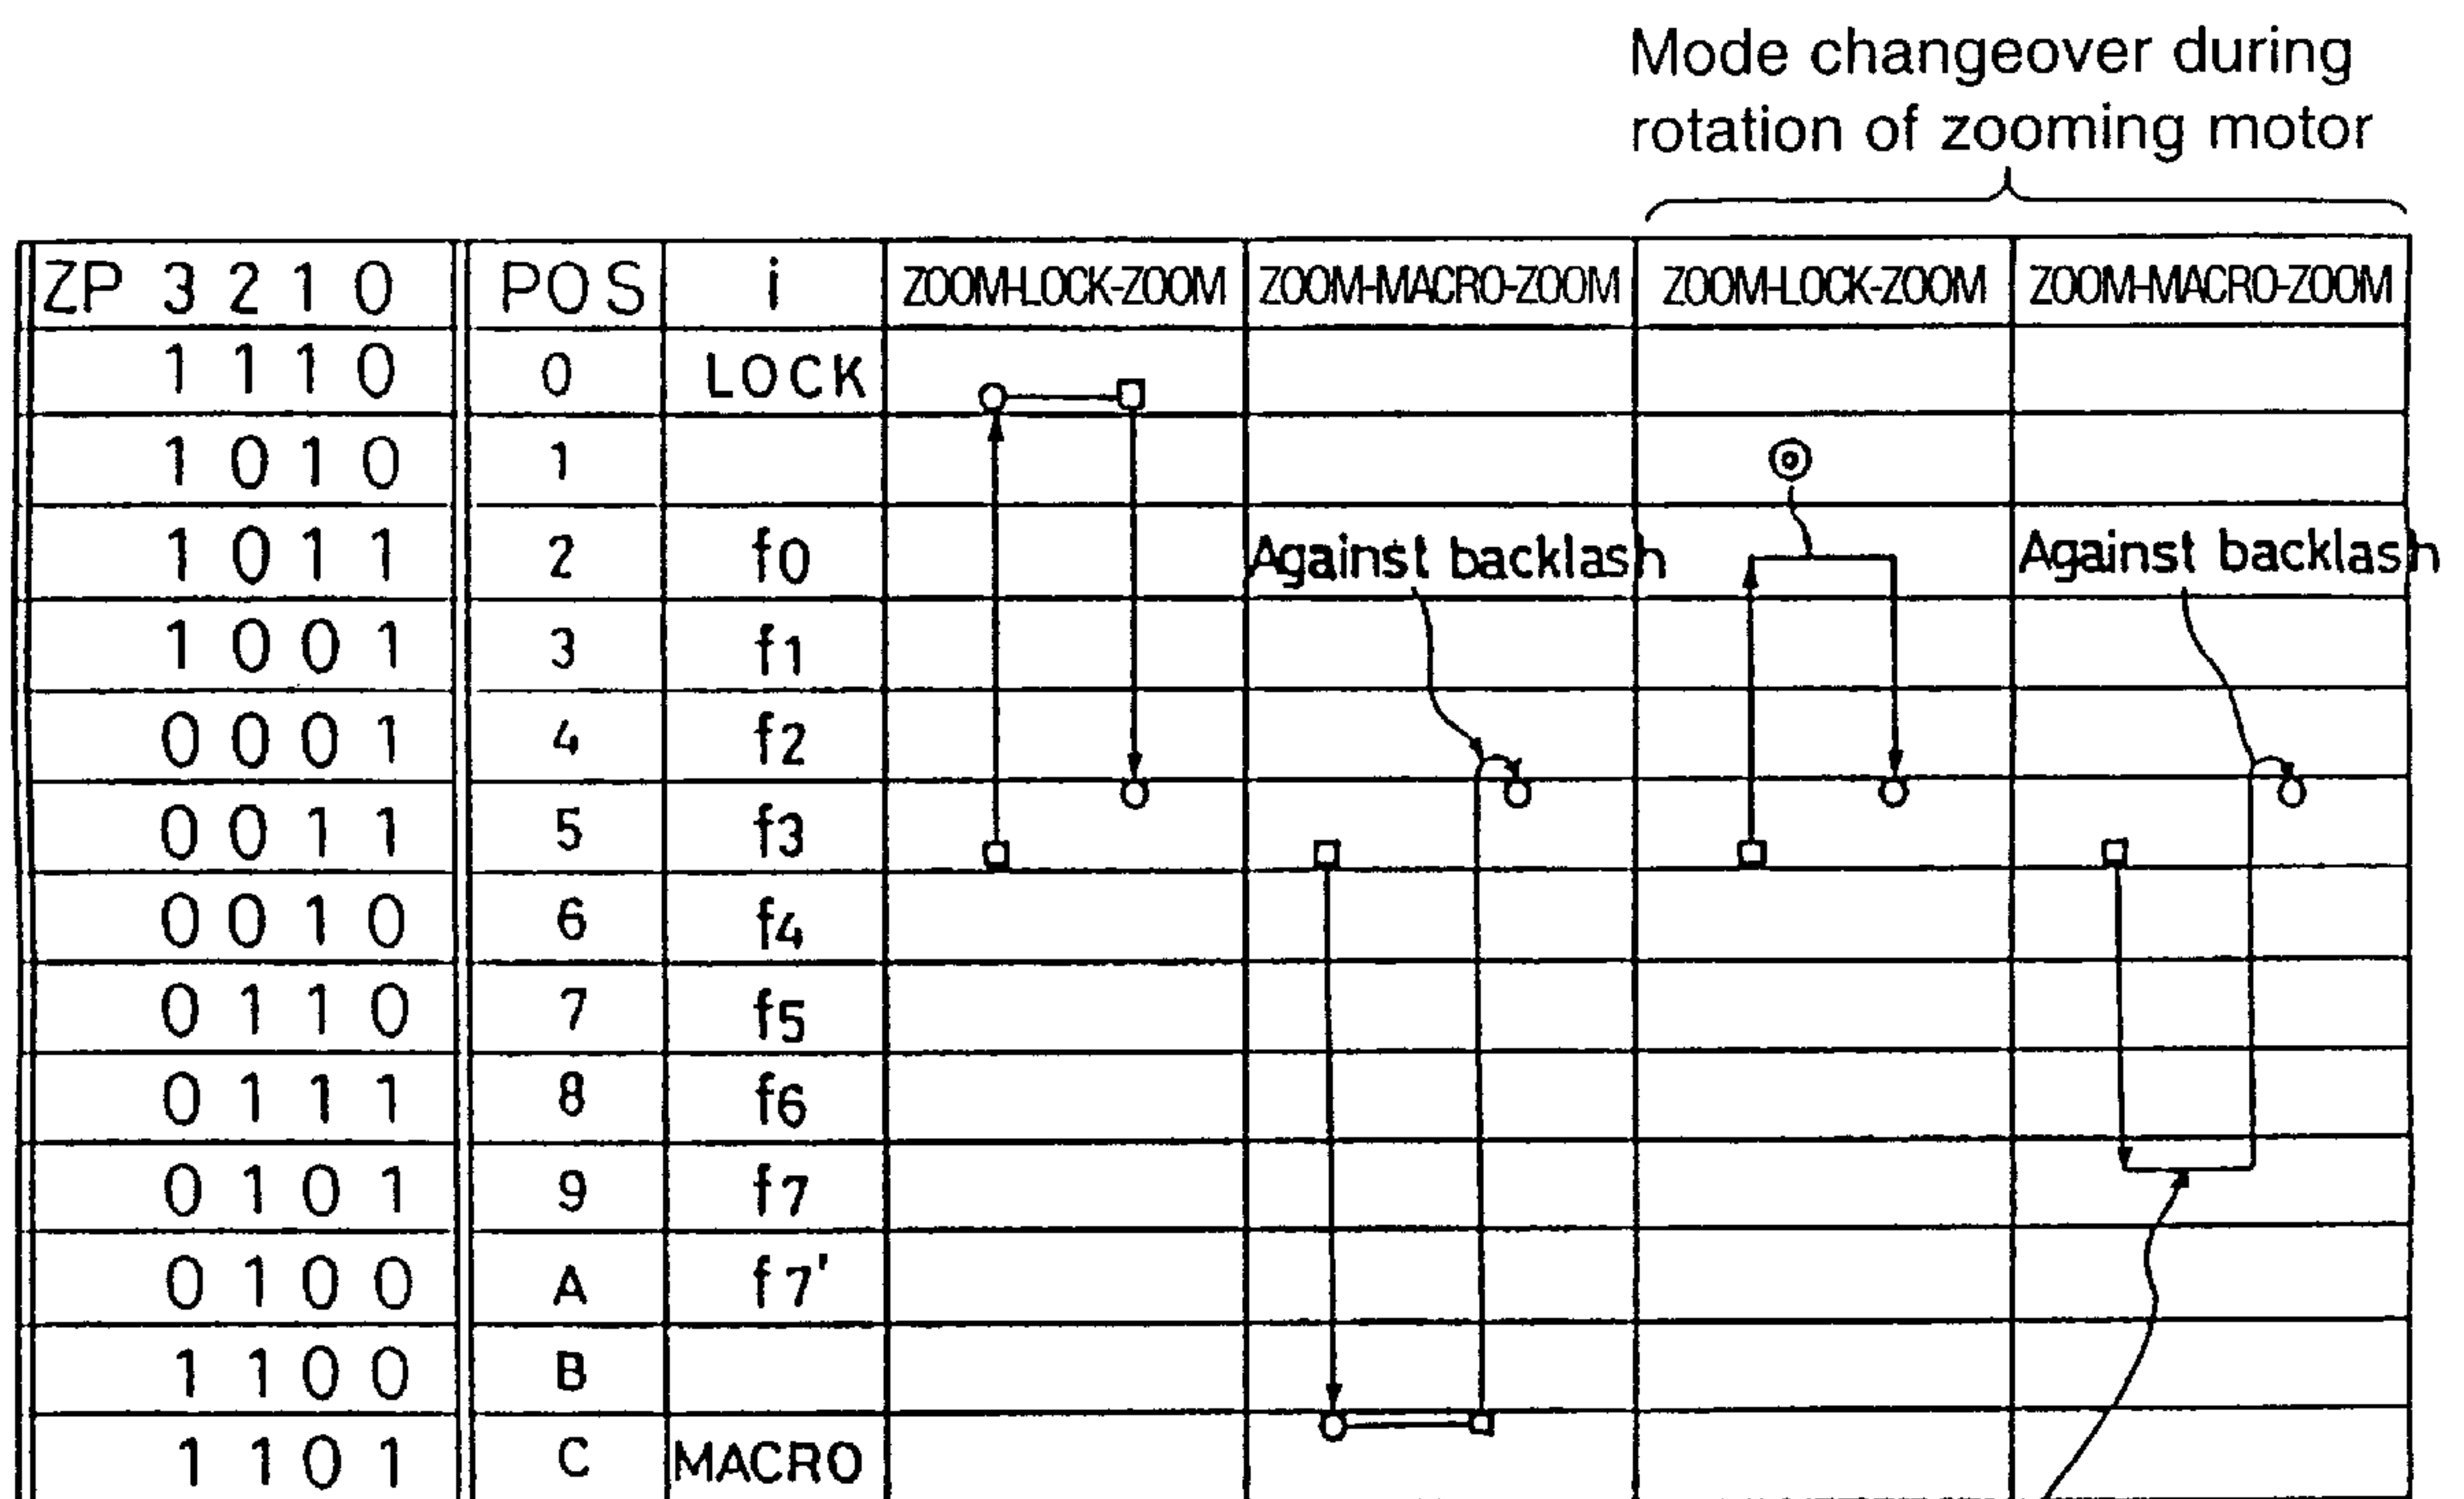 Mode changeover during
rotation of zooming motor
ZP 3 2 1 0 POS i ZOOM-LOCK-ZOOM ZOOM-MACRO-ZOOM ZOOM-LOCK-ZOOM ZOOM-MACRO-ZOOM
1 1 1 0 0 LOCK
1 0 1 0 1
1 0 1 1 2 f0 Against backlash Against backlash
1 0 0 1 3 f1
0 0 0 1 4 f2
0 0 1 1 5 f3
0 0 1 0 6 f4
0 1 1 0 7 f5
0 1 1 1 8 f6
0 1 0 1 9 f7
0 1 0 0 A f7'
1 1 0 0 B
1 1 0 1 C MACRO